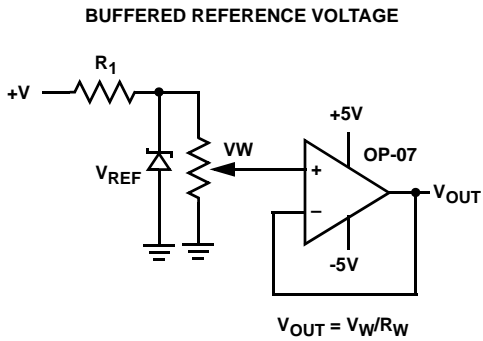 BUFFERED REFERENCE VOLTAGE
R1
+V
+5V
VW
OP-07
VREF
+
–
VOUT
-5V
VOUT = VW/RW